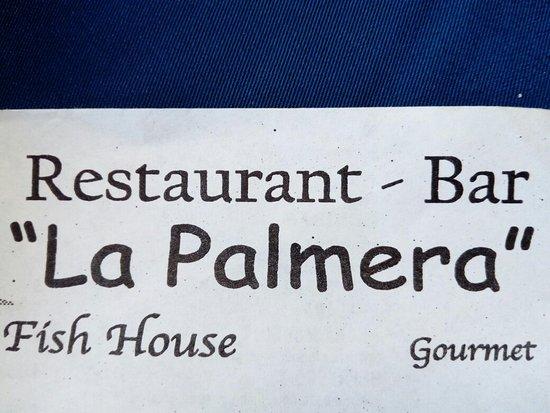 Restaurant - Bar
"La Palmera"
Fish House Gourmet